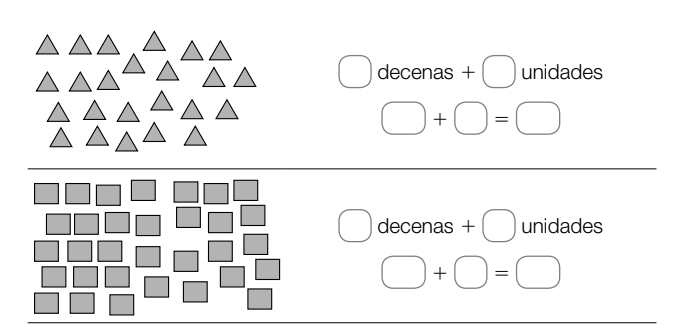 decenas + unidades
+ =
decenas + unidades
+ =